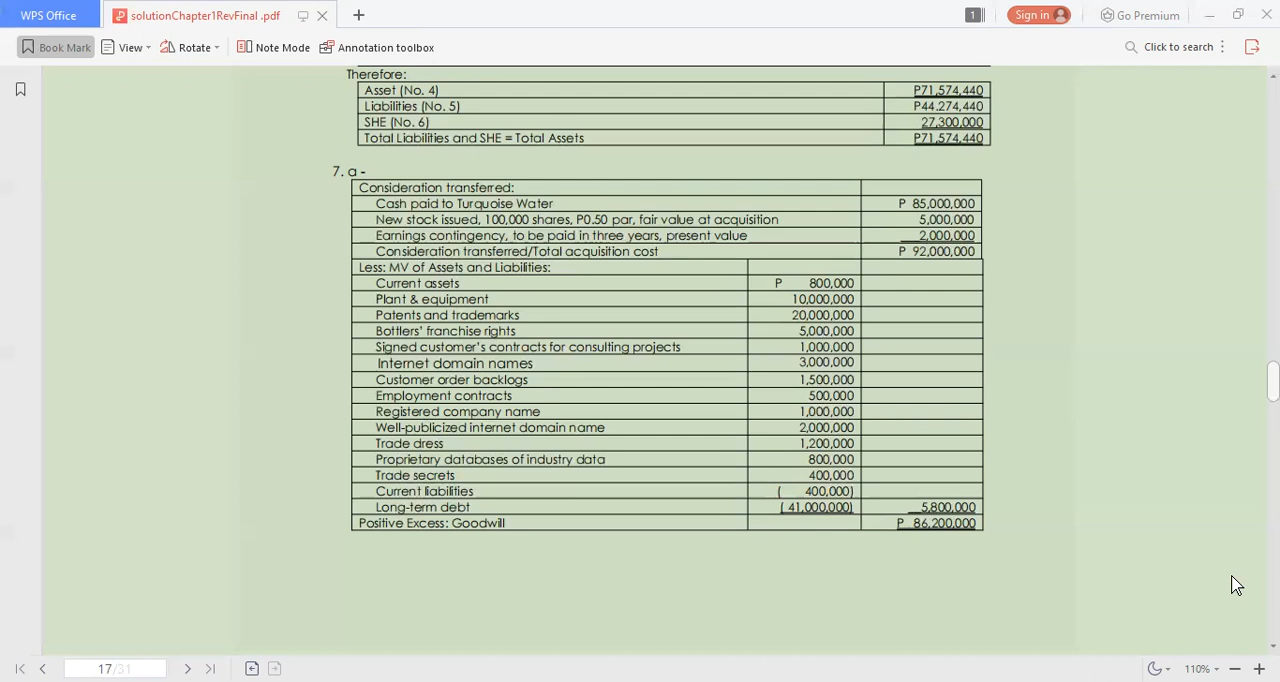 WPS Office
solutionChapter1RevFinal .pdf
1
Sign in
Go Premium
Book Mark
View
Rotate
Note Mode
Annotation toolbox
Click to search
Therefore:
Asset (No. 4) P71,574,440
Liabilities (No. 5) P44.274,440
SHE (No. 6) 27,300,000
Total Liabilities and SHE = Total Assets P71,574,440
7. a -
Consideration transferred:
Cash paid to Turquoise Water P 85,000,000
New stock issued, 100,000 shares, P0.50 par, fair value at acquisition 5,000,000
Earnings contingency, to be paid in three years, present value 2,000,000
Consideration transferred/Total acquisition cost P 92,000,000
Less: MV of Assets and Liabilities:
Current assets P 800,000
Plant & equipment 10,000,000
Patents and trademarks 20,000,000
Bottlers' franchise rights 5,000,000
Signed customer's contracts for consulting projects 1,000,000
Internet domain names 3,000,000
Customer order backlogs 1,500,000
Employment contracts 500,000
Registered company name 1,000,000
Well-publicized internet domain name 2,000,000
Trade dress 1,200,000
Proprietary databases of industry data 800,000
Trade secrets 400,000
Current liabilities ( 400,000)
Long-term debt ( 41,000,000) 5,800,000
Positive Excess: Goodwill P 86,200,000
17/31
110%